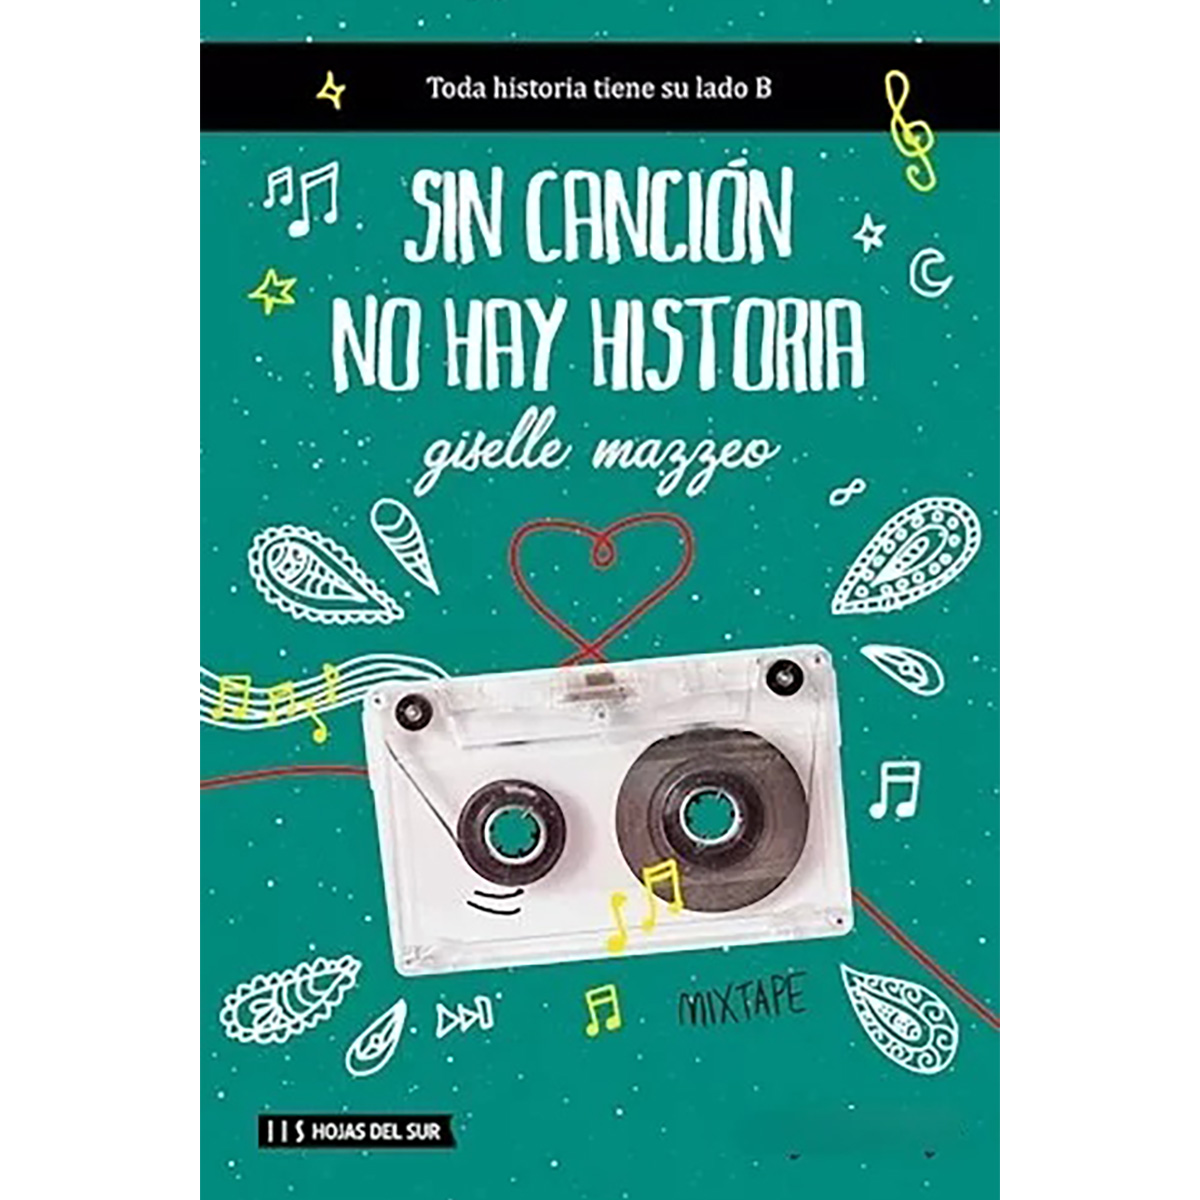 Toda historia tiene su lado B
SIN CANCIÓN
NO HAY HISTORIA
giselle mazzeo
MIXTAPE
HOJAS DEL SUR